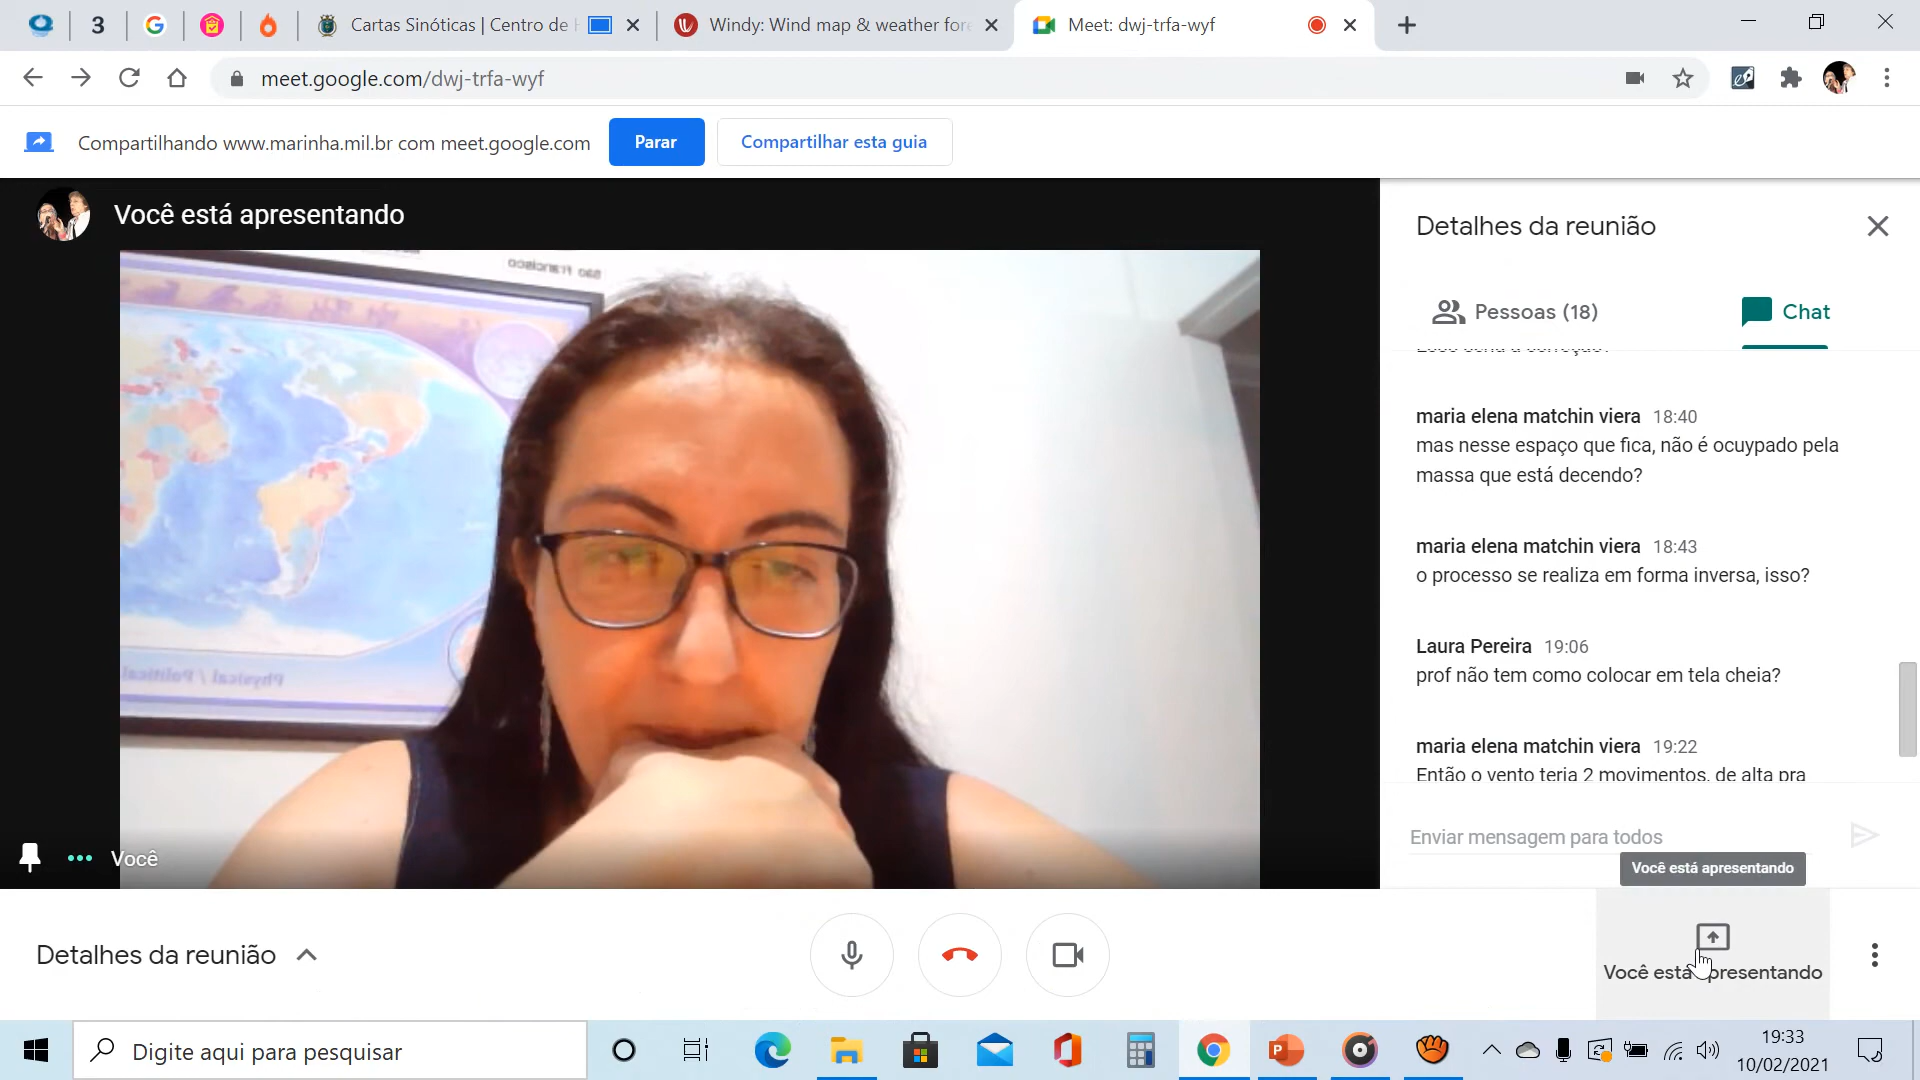 3
Cartas Sinóticas | Centro de
Windy: Wind map & weather fore
Meet: dwj-trfa-wyf
meet.google.com/dwj-trfa-wyf
Compartilhando www.marinha.mil.br com meet.google.com
Parar
Compartilhar esta guia
Você está apresentando
Detalhes da reunião
Pessoas (18)
Chat
maria elena matchin viera 18:40
mas nesse espaço que fica, não é ocuypado pela
massa que está decendo?
maria elena matchin viera 18:43
o processo se realiza em forma inversa, isso?
Laura Pereira 19:06
prof não tem como colocar em tela cheia?
maria elena matchin viera 19:22
Então o vento teria 2 movimentos, de alta pra
Enviar mensagem para todos
Você está apresentando
São Francisco
Physical / Political
Você
Detalhes da reunião
Você está apresentando
Digite aqui para pesquisar
19:33
10/02/2021